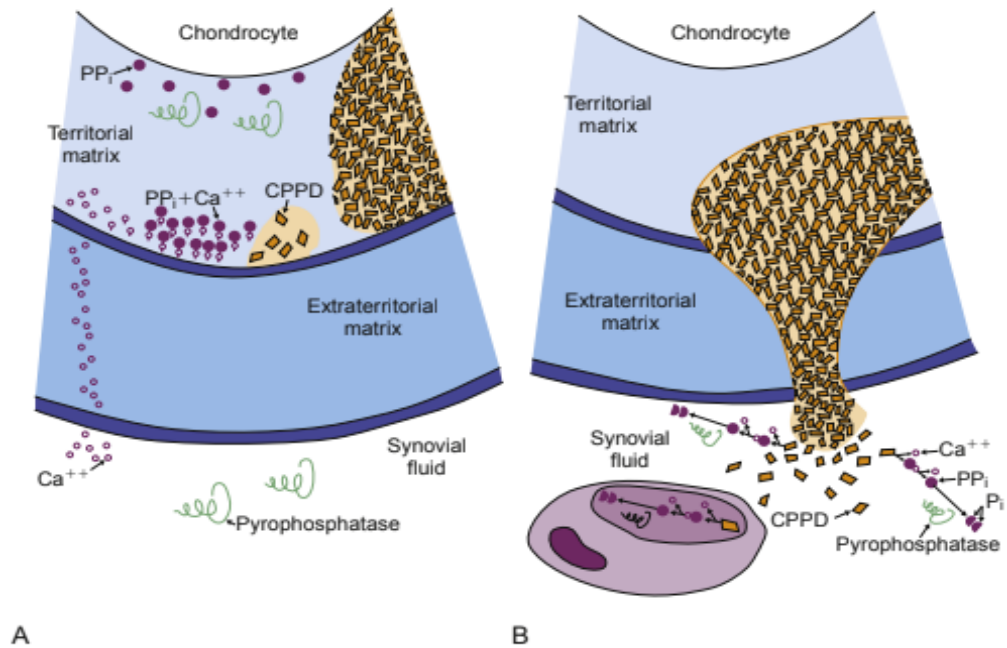 Chondrocyte
PPi
Territorial
matrix
PPi+Ca++
CPPD
Extraterritorial
matrix
Synovial
fluid
Ca++
Pyrophosphatase
A
Chondrocyte
Territorial
matrix
Extraterritorial
matrix
Synovial
fluid
Ca++
PPi
Pi
CPPD
Pyrophosphatase
B